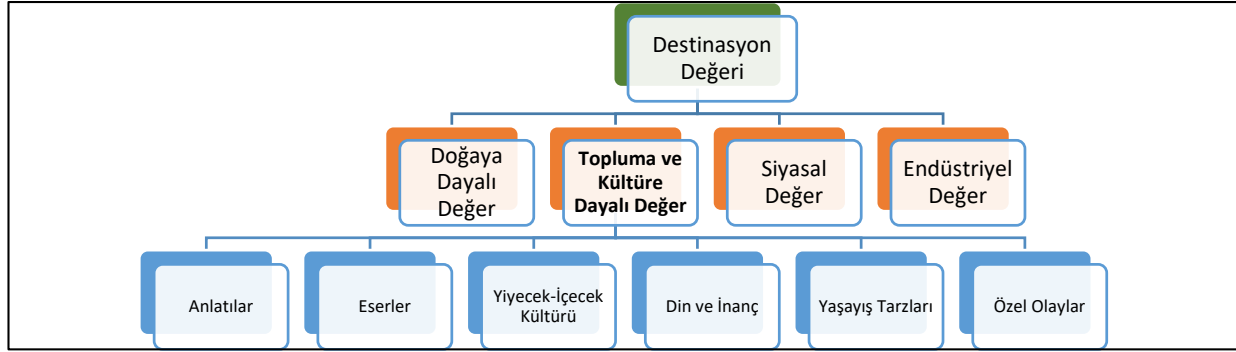 Destinasyon
Değeri
Doğaya
Dayalı
Değer
Topluma ve
Kültüre
Dayalı Değer
Siyasal
Değer
Endüstriyel
Değer
Anlatılar
Eserler
Yiyecek-İçecek
Kültürü
Din ve İnanç
Yaşayış Tarzları
Özel Olaylar